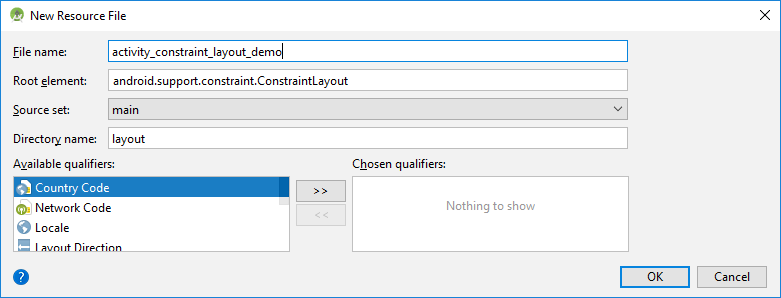 New Resource File
File name: activity_constraint_layout_demo
Root element: android.support.constraint.ConstraintLayout
Source set: main
Directory name: layout
Available qualifiers: Chosen qualifiers:
Country Code
>>
Network Code
Nothing to show
<<
Locale
Layout Direction
? OK Cancel